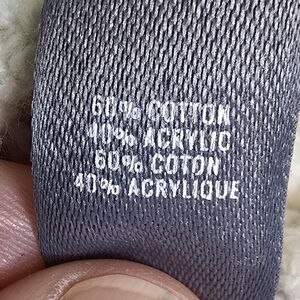 60% COTTON
40% ACRYLIC
60% COTON
40% ACRYLIQUE